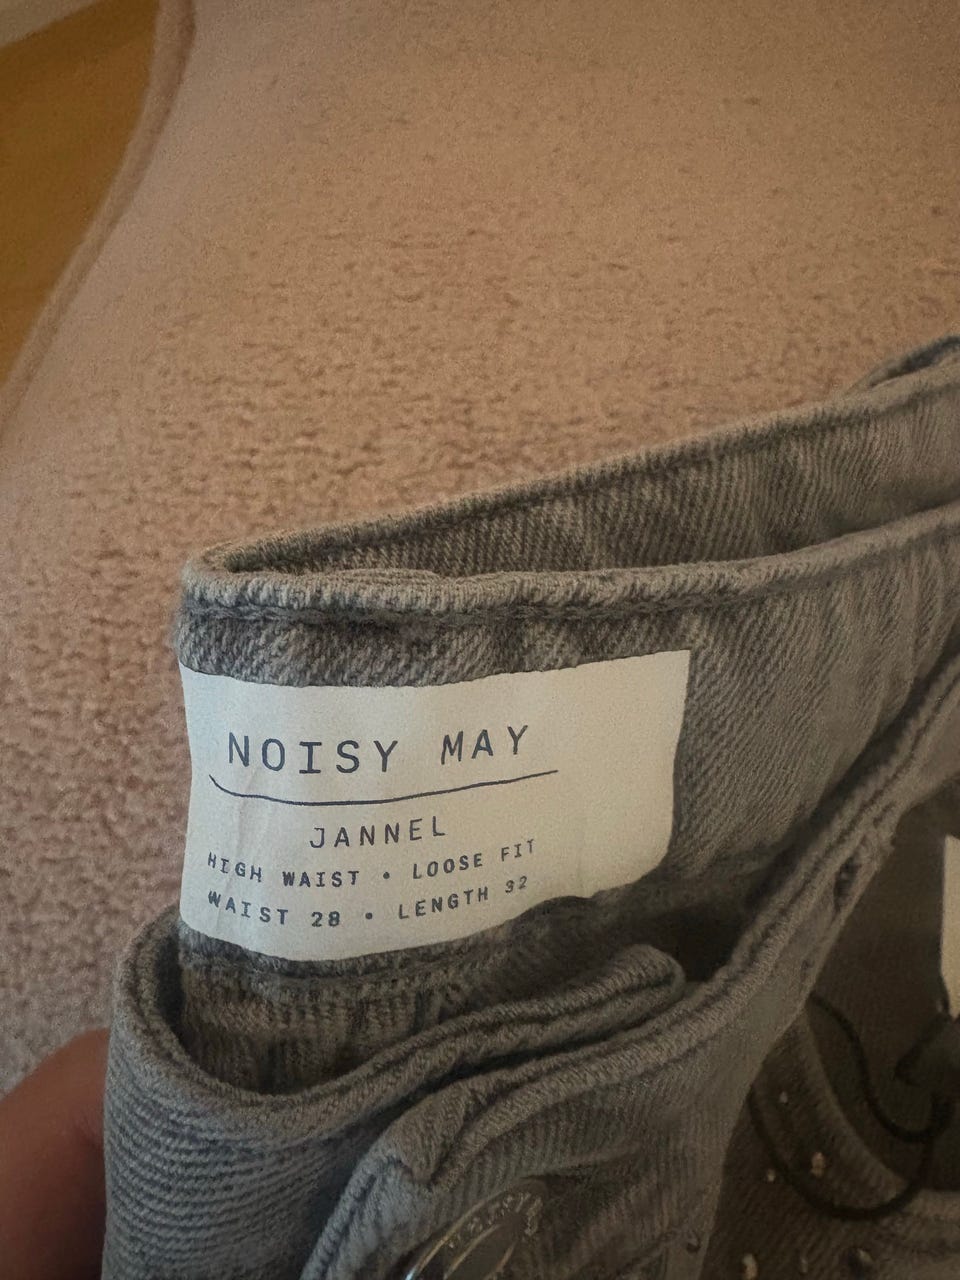 NOISY MAY
JANNEL
HIGH WAIST • LOOSE FIT
WAIST 28 • LENGTH 32